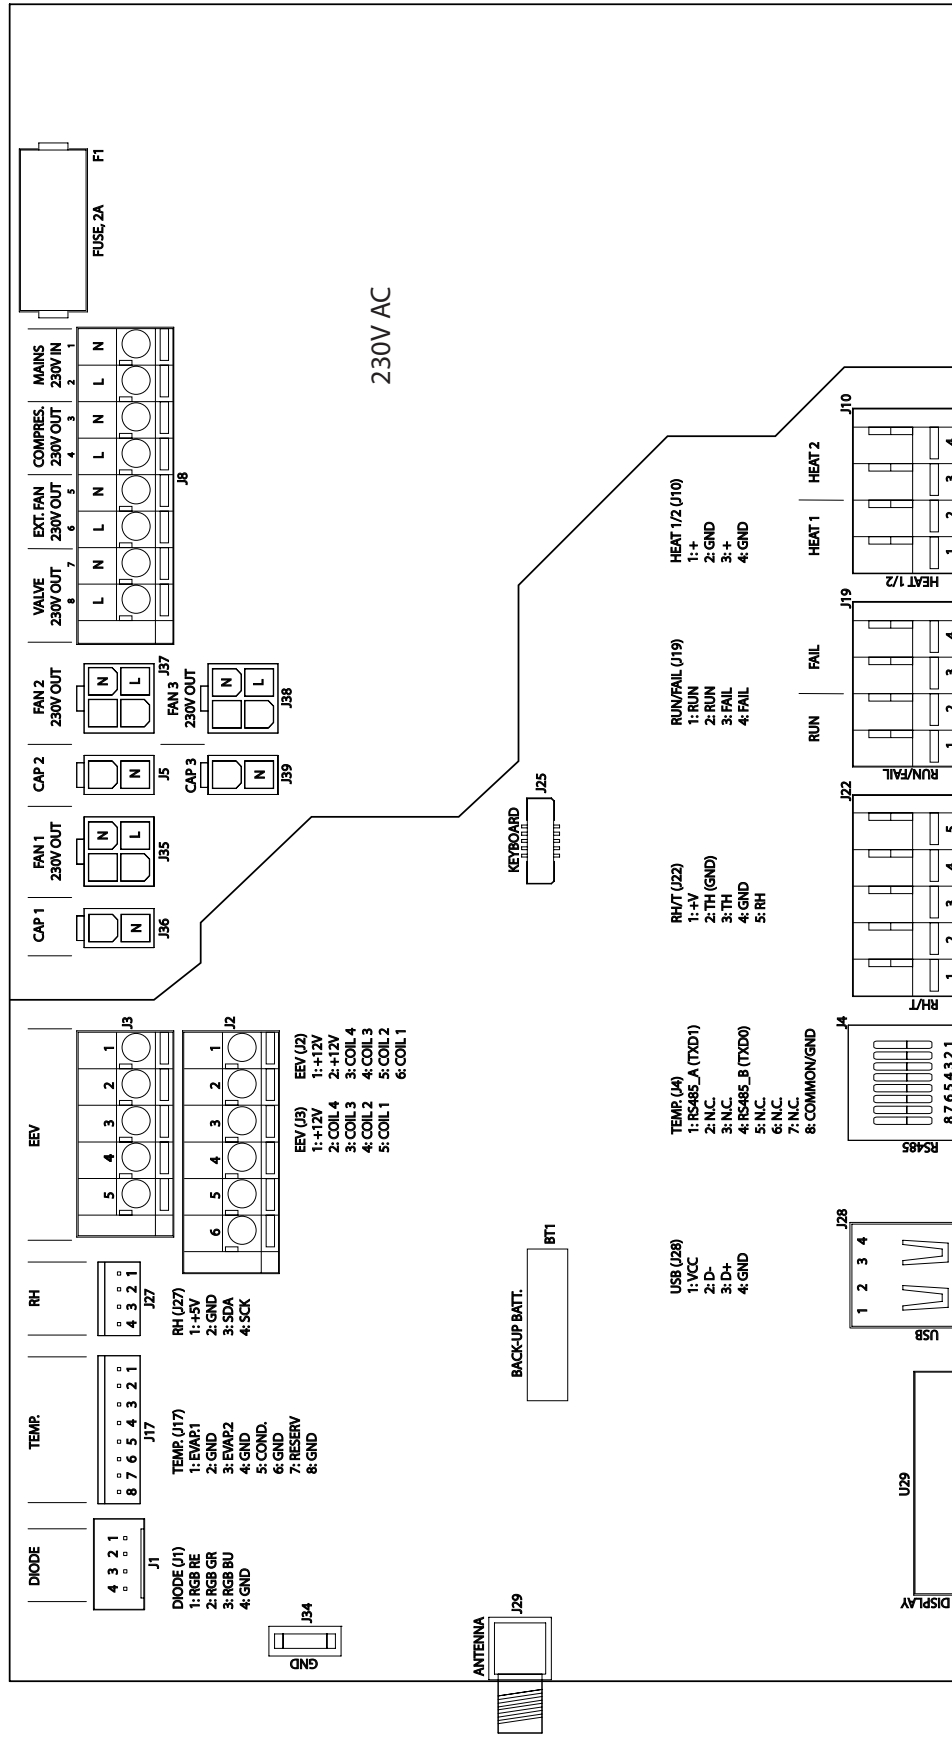 DIODE
4 3 2 1
J1
DIODE (J1)
1: RGB RE
2: RGB GR
3: RGB BU
4: GND
TEMP.
8 7 6 5 4 3 2 1
J17
TEMP. (J17)
1: EVAP.1
2: GND
3: EVAP.2
4: GND
5: COND.
6: GND
7: RESERV
8: GND
RH
4 3 2 1
J27
RH (J27)
1: +5V
2: GND
3: SDA
4: SCK
EEV
5 4 3 2 1
J3
6 5 4 3 2 1
J2
EEV (J3)
1: +12V
2: COIL 4
3: COIL 3
4: COIL 2
5: COIL 1
EEV (J2)
1: +12V
2: +12V
3: COIL 4
4: COIL 3
5: COIL 2
6: COIL 1
CAP 1
N
J36
FAN 1
230V OUT
N
L
J35
CAP 2
N
J5
CAP 3
N
J39
FAN 2
230V OUT
N
L
J37
FAN 3
230V OUT
N
L
J38
VALVE
230V OUT
EXT. FAN
230V OUT
COMPRES.
230V OUT
MAINS
230V IN
8 7 6 5 4 3 2 1
L N L N L N L N
J8
FUSE, 2A
F1
230V AC
GND
J34
ANTENNA
J29
BACK-UP BATT.
BT1
KEYBOARD
J25
USB (J28)
1: VCC
2: D-
3: D+
4: GND
TEMP. (J4)
1: RS485_A (TXD1)
2: N.C.
3: N.C.
4: RS485_B (TXD0)
5: N.C.
6: N.C.
7: N.C.
8: COMMON/GND
RH/T (J22)
1: +V
2: TH (GND)
3: TH
4: GND
5: RH
RUN/FAIL (J19)
1: RUN
2: RUN
3: FAIL
4: FAIL
HEAT 1/2 (J10)
1: +
2: GND
3: +
4: GND
U29
DISPLAY
J28
1 2 3 4
USB
J4
8 7 6 5 4 3 2 1
RS485
J22
1 2 3 4 5
RH/T
RUN
FAIL
J19
1 2 3 4
RUN/FAIL
HEAT 1
HEAT 2
J10
1 2 3 4
HEAT 1/2